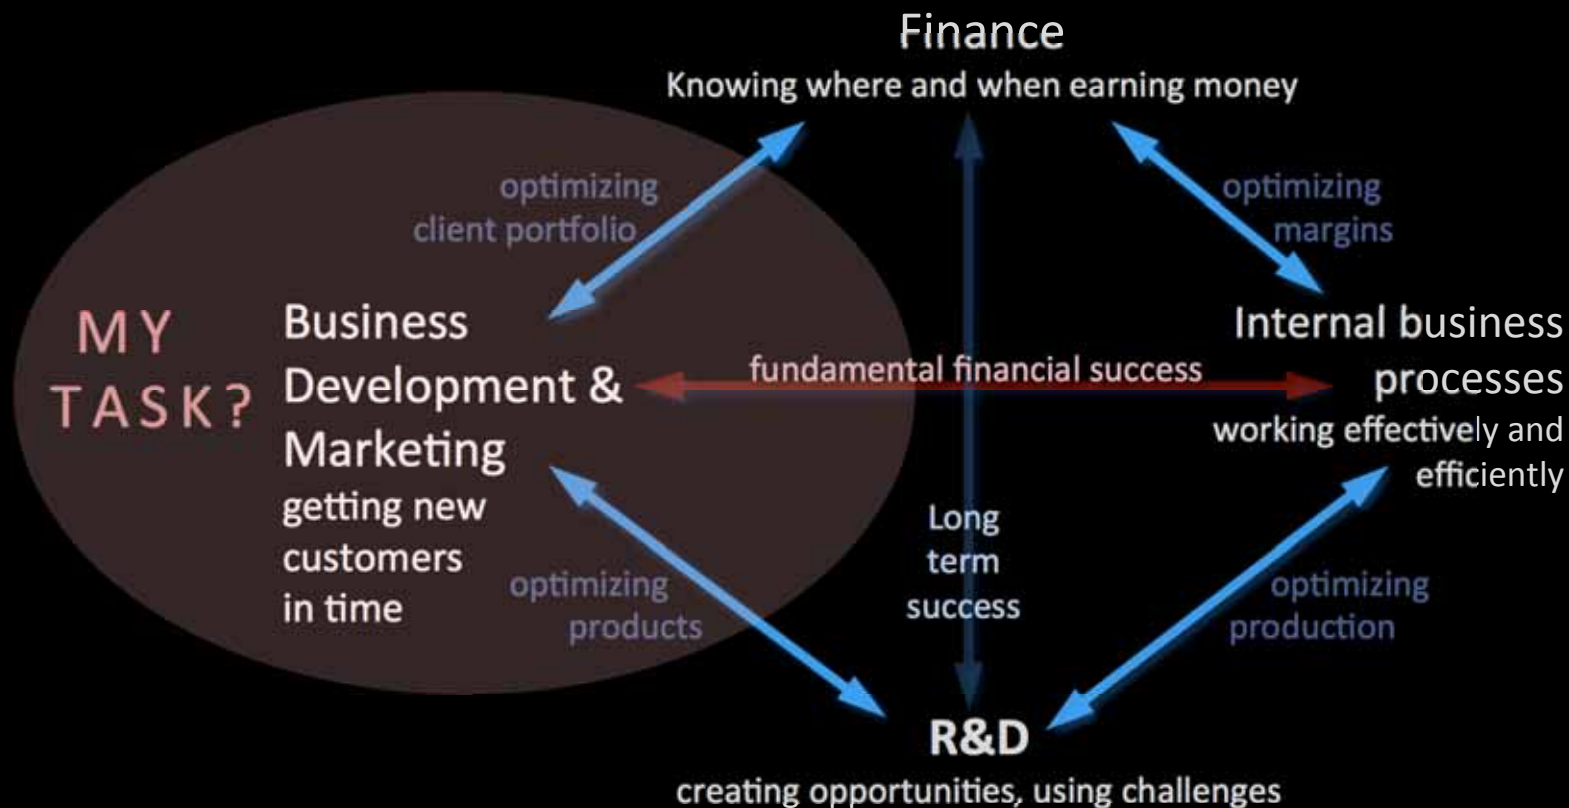 Finance
Knowing where and when earning money
optimizing
client portfolio
optimizing
margins
MY
TASK?
Business
Development &
Marketing
getting new
customers
in time
fundamental financial success
Internal business
processes
working effectively and
efficiently
Long
term
success
optimizing
products
optimizing
production
R&D
creating opportunities, using challenges